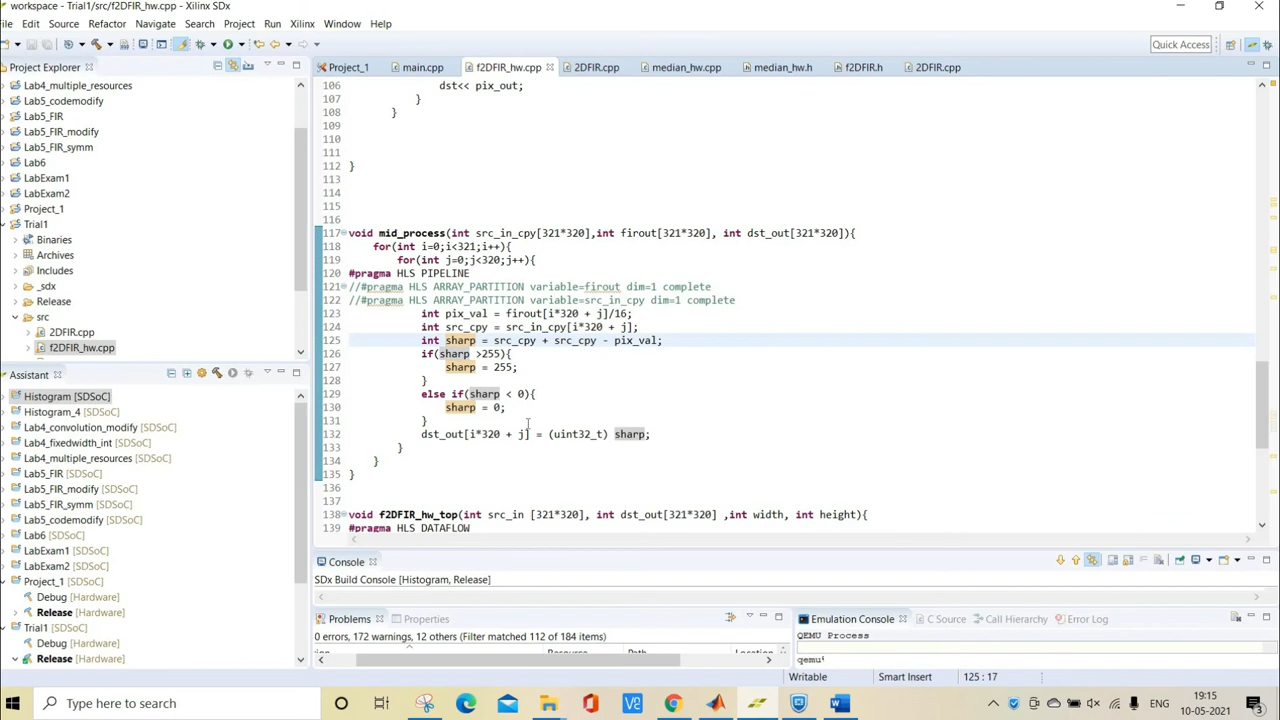 workspace - Trial1/src/f2DFIR_hw.cpp - Xilinx SDx
File Edit Source Refactor Navigate Search Project Run Xilinx Window Help
Quick Access
Project Explorer
Lab4_multiple_resources
Lab5_codemodify
Lab5_FIR
Lab5_FIR_modify
Lab5_FIR_symm
Lab6
LabExam1
LabExam2
Project_1
Trial1
Binaries
Archives
Includes
_sdx
Release
src
2DFIR.cpp
f2DFIR_hw.cpp
Assistant
Histogram [SDSoC]
Histogram_4 [SDSoC]
Lab4_convolution_modify [SDSoC]
Lab4_fixedwidth_int [SDSoC]
Lab4_multiple_resources [SDSoC]
Lab5_FIR [SDSoC]
Lab5_FIR_modify [SDSoC]
Lab5_FIR_symm [SDSoC]
Lab5_codemodify [SDSoC]
Lab6 [SDSoC]
LabExam1 [SDSoC]
LabExam2 [SDSoC]
Project_1 [SDSoC]
Debug [Hardware]
Release [Hardware]
Trial1 [SDSoC]
Debug [Hardware]
Release [Hardware]
Project_1 main.cpp f2DFIR_hw.cpp 2DFIR.cpp median_hw.cpp median_hw.h f2DFIR.h 2DFIR.cpp
106 dst<< pix_out;
107 }
108 }
109
110
111
112 }
113
114
115
116
117 void mid_process(int src_in_cpy[321*320],int firout[321*320], int dst_out[321*320]){
118 for(int i=0;i<321;i++){
119 for(int j=0;j<320;j++){
120 #pragma HLS PIPELINE
121 //#pragma HLS ARRAY_PARTITION variable=firout dim=1 complete
122 //#pragma HLS ARRAY_PARTITION variable=src_in_cpy dim=1 complete
123 int pix_val = firout[i*320 + j]/16;
124 int src_cpy = src_in_cpy[i*320 + j];
125 int sharp = src_cpy + src_cpy - pix_val;
126 if(sharp >255){
127 sharp = 255;
128 }
129 else if(sharp < 0){
130 sharp = 0;
131 }
132 dst_out[i*320 + j] = (uint32_t) sharp;
133 }
134 }
135 }
136
137
138 void f2DFIR_hw_top(int src_in [321*320], int dst_out[321*320] ,int width, int height){
139 #pragma HLS DATAFLOW
Console
SDx Build Console [Histogram, Release]
Problems Properties
0 errors, 172 warnings, 12 others (Filter matched 112 of 184 items)
Resource Path Location
Emulation Console C Source Call Hierarchy Error Log
QEMU Process
Writable Smart Insert 125 : 17
Type here to search
ENG
19:15
10-05-2021